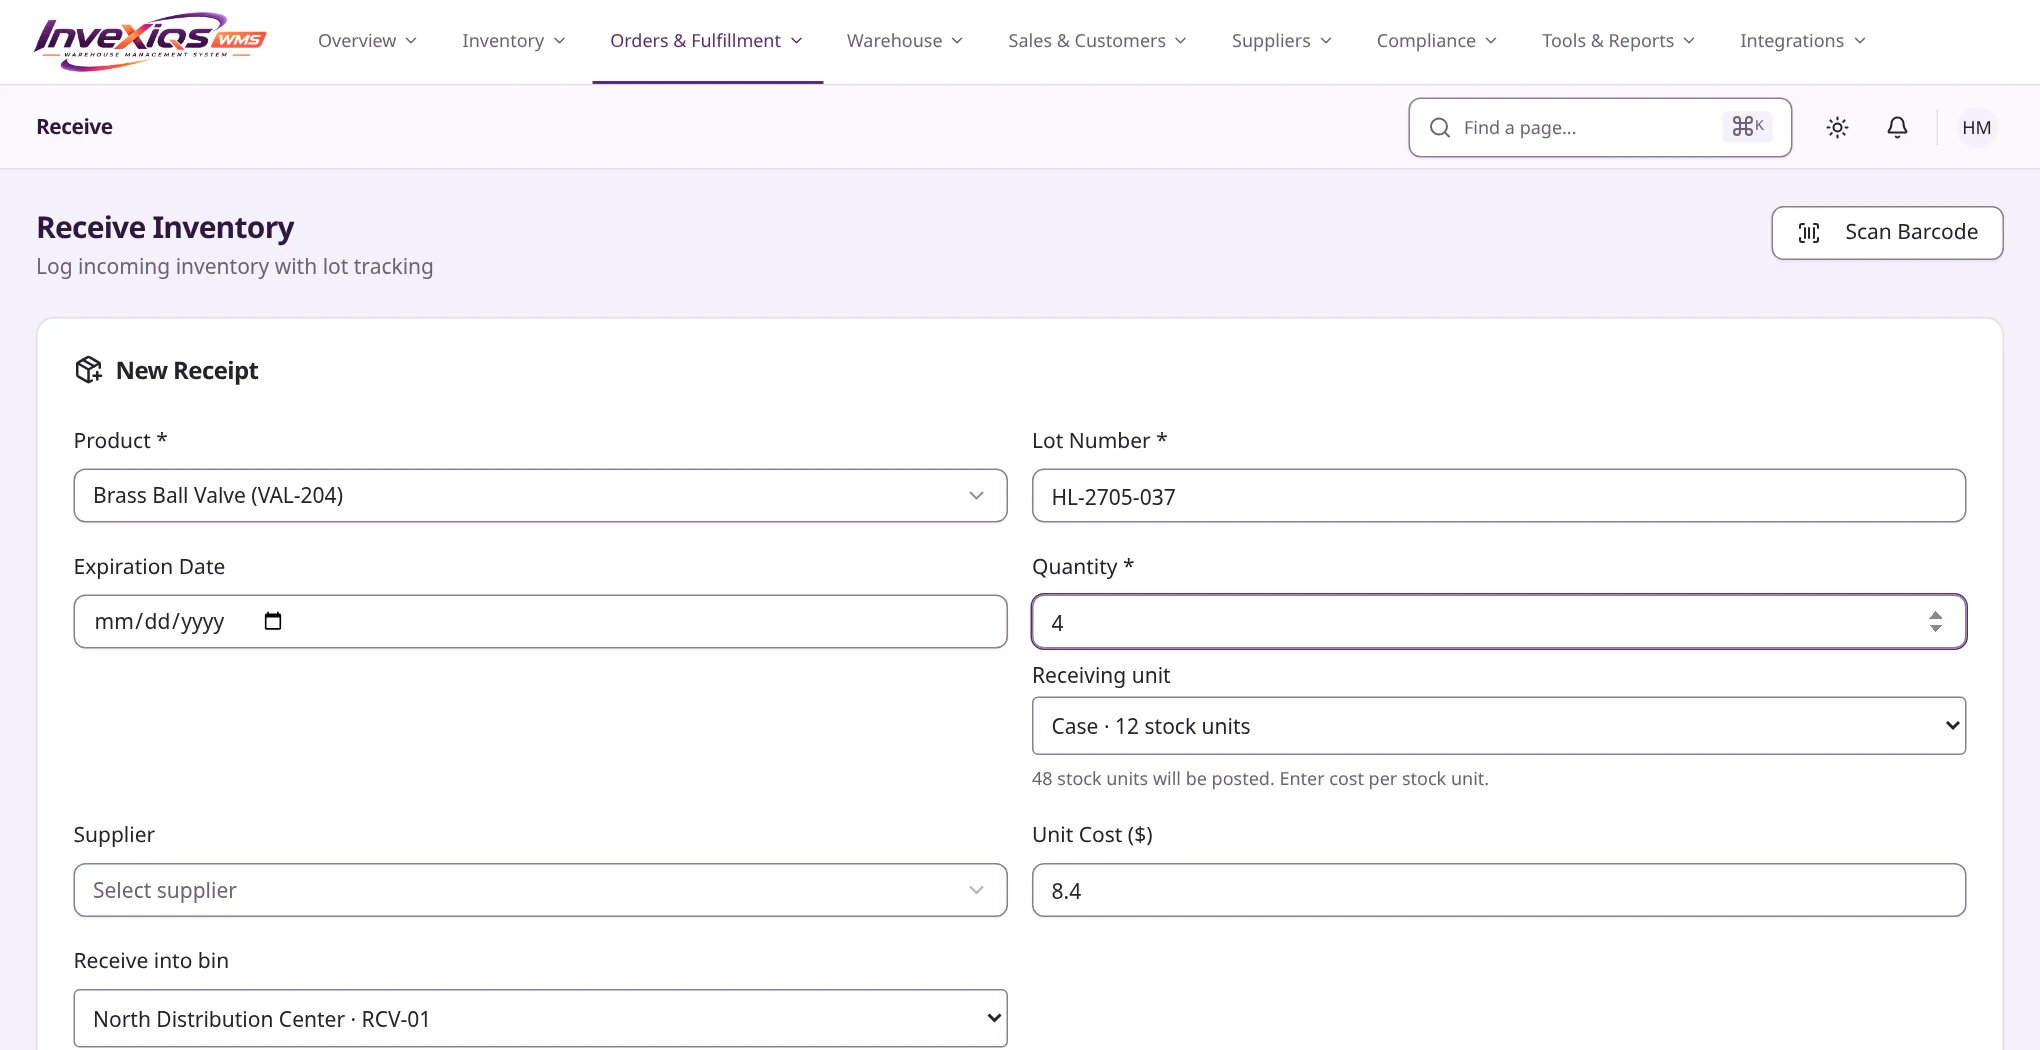 InveXiqs WMS
WAREHOUSE MANAGEMENT SYSTEM
Overview
Inventory
Orders & Fulfillment
Warehouse
Sales & Customers
Suppliers
Compliance
Tools & Reports
Integrations
Receive
Find a page...
⌘K
HM
Receive Inventory
Log incoming inventory with lot tracking
Scan Barcode
New Receipt
Product *
Brass Ball Valve (VAL-204)
Lot Number *
HL-2705-037
Expiration Date
mm/dd/yyyy
Quantity *
4
Receiving unit
Case · 12 stock units
48 stock units will be posted. Enter cost per stock unit.
Supplier
Select supplier
Unit Cost ($)
8.4
Receive into bin
North Distribution Center · RCV-01